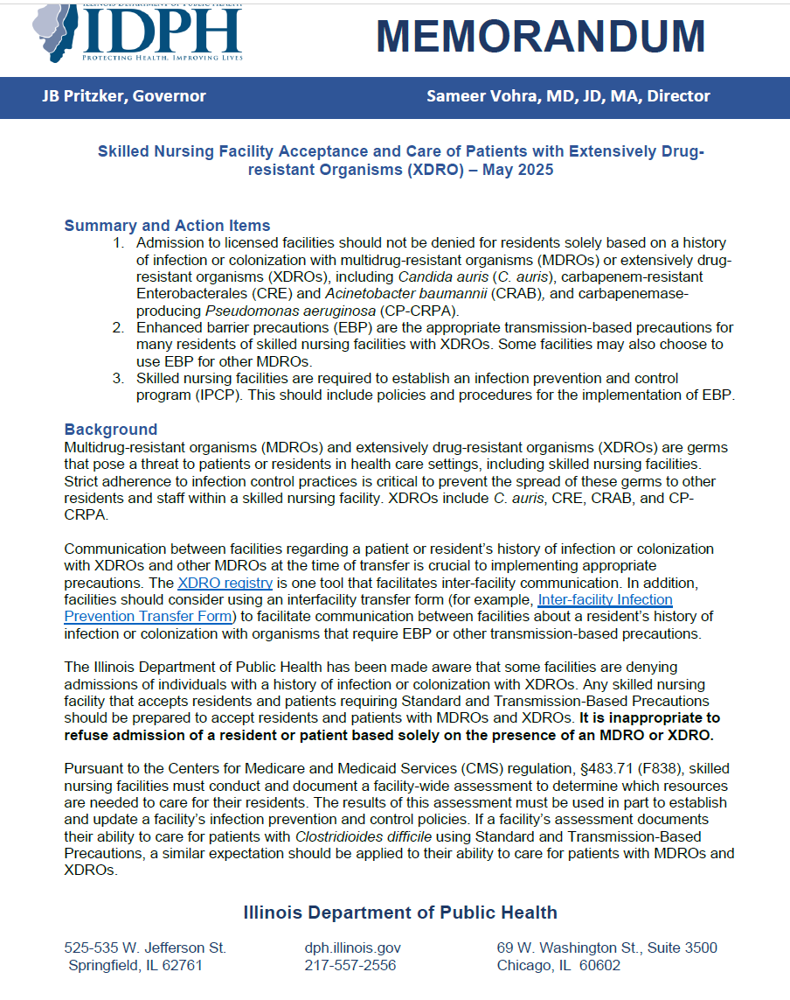 ILLINOIS DEPARTMENT OF PUBLIC HEALTH
IDPH
PROTECTING HEALTH, IMPROVING LIVES
MEMORANDUM
JB Pritzker, Governor
Sameer Vohra, MD, JD, MA, Director
Skilled Nursing Facility Acceptance and Care of Patients with Extensively Drug-
resistant Organisms (XDRO) – May 2025
Summary and Action Items
1. Admission to licensed facilities should not be denied for residents solely based on a history
of infection or colonization with multidrug-resistant organisms (MDROs) or extensively drug-
resistant organisms (XDROs), including Candida auris (C. auris), carbapenem-resistant
Enterobacterales (CRE) and Acinetobacter baumannii (CRAB), and carbapenemase-
producing Pseudomonas aeruginosa (CP-CRPA).
2. Enhanced barrier precautions (EBP) are the appropriate transmission-based precautions for
many residents of skilled nursing facilities with XDROs. Some facilities may also choose to
use EBP for other MDROs.
3. Skilled nursing facilities are required to establish an infection prevention and control
program (IPCP). This should include policies and procedures for the implementation of EBP.
Background
Multidrug-resistant organisms (MDROs) and extensively drug-resistant organisms (XDROs) are germs
that pose a threat to patients or residents in health care settings, including skilled nursing facilities.
Strict adherence to infection control practices is critical to prevent the spread of these germs to other
residents and staff within a skilled nursing facility. XDROs include C. auris, CRE, CRAB, and CP-
CRPA.
Communication between facilities regarding a patient or resident's history of infection or colonization
with XDROs and other MDROs at the time of transfer is crucial to implementing appropriate
precautions. The XDRO registry is one tool that facilitates inter-facility communication. In addition,
facilities should consider using an interfacility transfer form (for example, Inter-facility Infection
Prevention Transfer Form) to facilitate communication between facilities about a resident's history of
infection or colonization with organisms that require EBP or other transmission-based precautions.
The Illinois Department of Public Health has been made aware that some facilities are denying
admissions of individuals with a history of infection or colonization with XDROs. Any skilled nursing
facility that accepts residents and patients requiring Standard and Transmission-Based Precautions
should be prepared to accept residents and patients with MDROs and XDROs. It is inappropriate to
refuse admission of a resident or patient based solely on the presence of an MDRO or XDRO.
Pursuant to the Centers for Medicare and Medicaid Services (CMS) regulation, §483.71 (F838), skilled
nursing facilities must conduct and document a facility-wide assessment to determine which resources
are needed to care for their residents. The results of this assessment must be used in part to establish
and update a facility's infection prevention and control policies. If a facility's assessment documents
their ability to care for patients with Clostridioides difficile using Standard and Transmission-Based
Precautions, a similar expectation should be applied to their ability to care for patients with MDROs and
XDROs.
Illinois Department of Public Health
525-535 W. Jefferson St.
Springfield, IL 62761
dph.illinois.gov
217-557-2556
69 W. Washington St., Suite 3500
Chicago, IL 60602